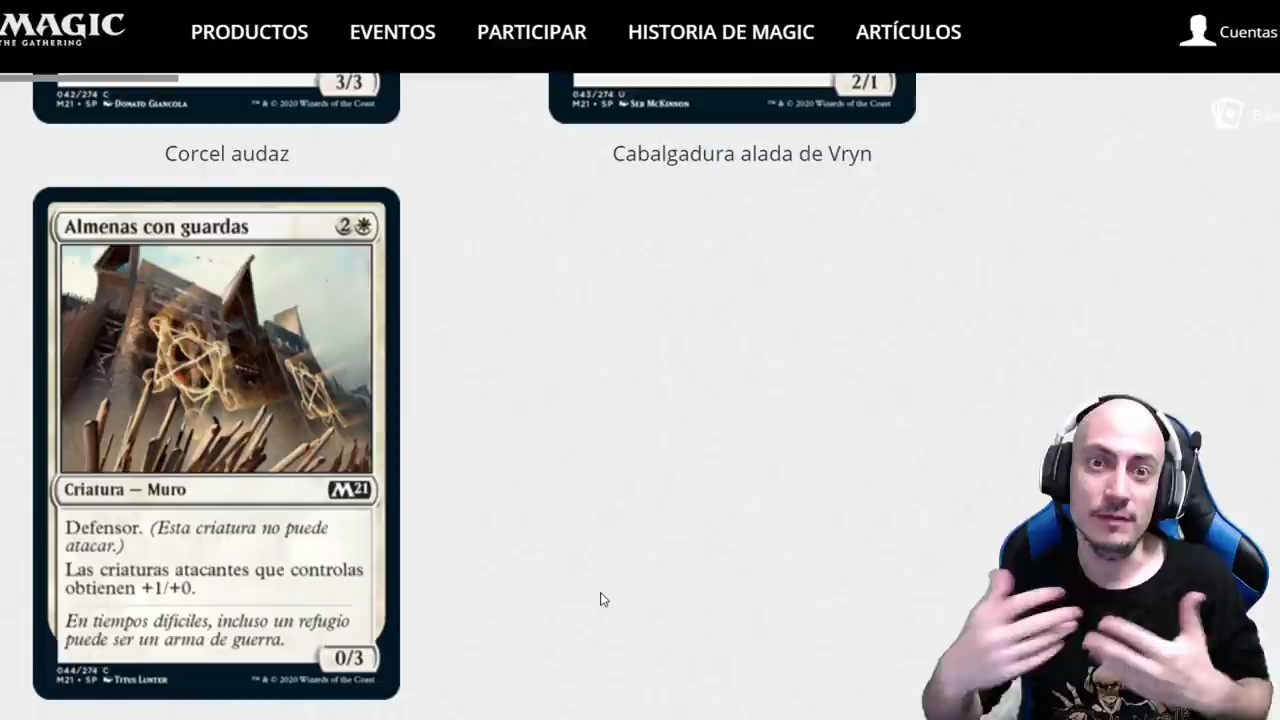 MAGIC
THE GATHERING
PRODUCTOS
EVENTOS
PARTICIPAR
HISTORIA DE MAGIC
ARTÍCULOS
Cuentas
3/3
042/274 C
M21 • SP Donato Giancola
™ & © 2020 Wizards of the Coast
2/1
043/274 U
M21 • SP Seb McKinnon
™ & © 2020 Wizards of the Coast
Corcel audaz
Cabalgadura alada de Vryn
Almenas con guardas 2
Criatura — Muro M21
Defensor. (Esta criatura no puede
atacar.)
Las criaturas atacantes que controlas
obtienen +1/+0.
En tiempos difíciles, incluso un refugio
puede ser un arma de guerra.
0/3
044/274 C
M21 • SP Titus Lunter
™ & © 2020 Wizards of the Coast